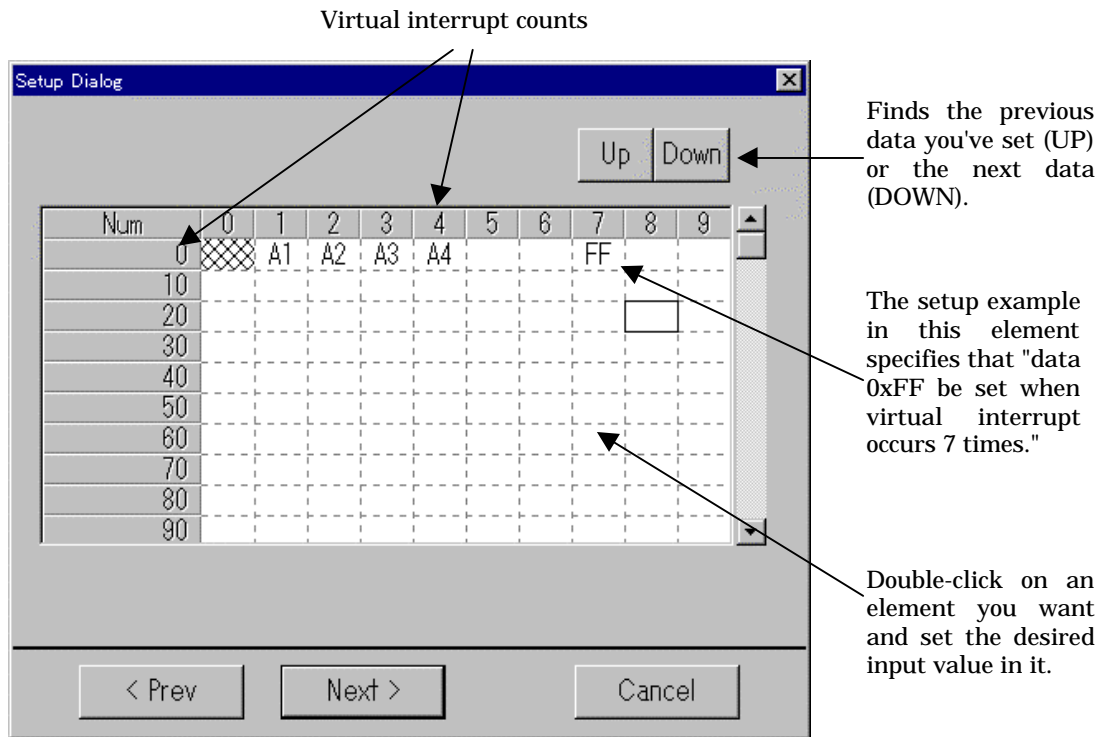 Virtual interrupt counts
Setup Dialog
Up Down
Finds the previous
data you've set (UP)
or the next data
(DOWN).
Num 0 1 2 3 4 5 6 7 8 9
0 A1 A2 A3 A4 FF
10
20
30
40
50
60
70
80
90
The setup example
in this element
specifies that "data
0xFF be set when
virtual interrupt
occurs 7 times."
Double-click on an
element you want
and set the desired
input value in it.
< Prev Next > Cancel